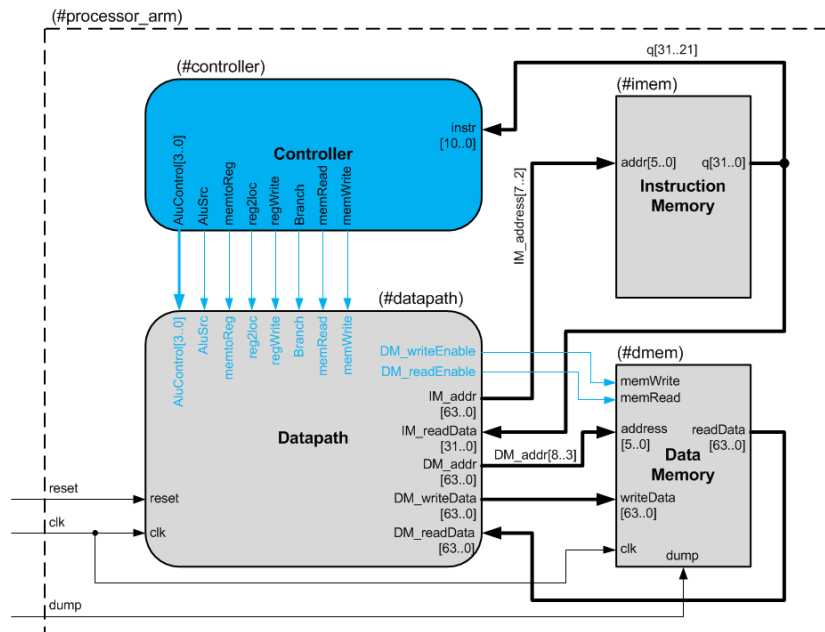 (#processor_arm)
q[31..21]
(#controller)
(#imem)
instr
[10..0]
Controller
addr[5..0]
q[31..0]
Instruction
Memory
IM_address[7..2]
AluControl[3..0]
AluSrc
memtoReg
reg2loc
regWrite
Branch
memRead
memWrite
(#datapath)
AluControl[3..0]
AluSrc
memtoReg
reg2loc
regWrite
Branch
memRead
memWrite
DM_writeEnable
DM_readEnable
(#dmem)
memWrite
memRead
IM_addr
[63..0]
IM_readData
[31..0]
Datapath
DM_addr
[63..0]
DM_addr[8..3]
address
[5..0]
readData
[63..0]
Data
Memory
reset
reset
DM_writeData
[63..0]
writeData
[63..0]
clk
clk
DM_readData
[63..0]
clk
dump
dump